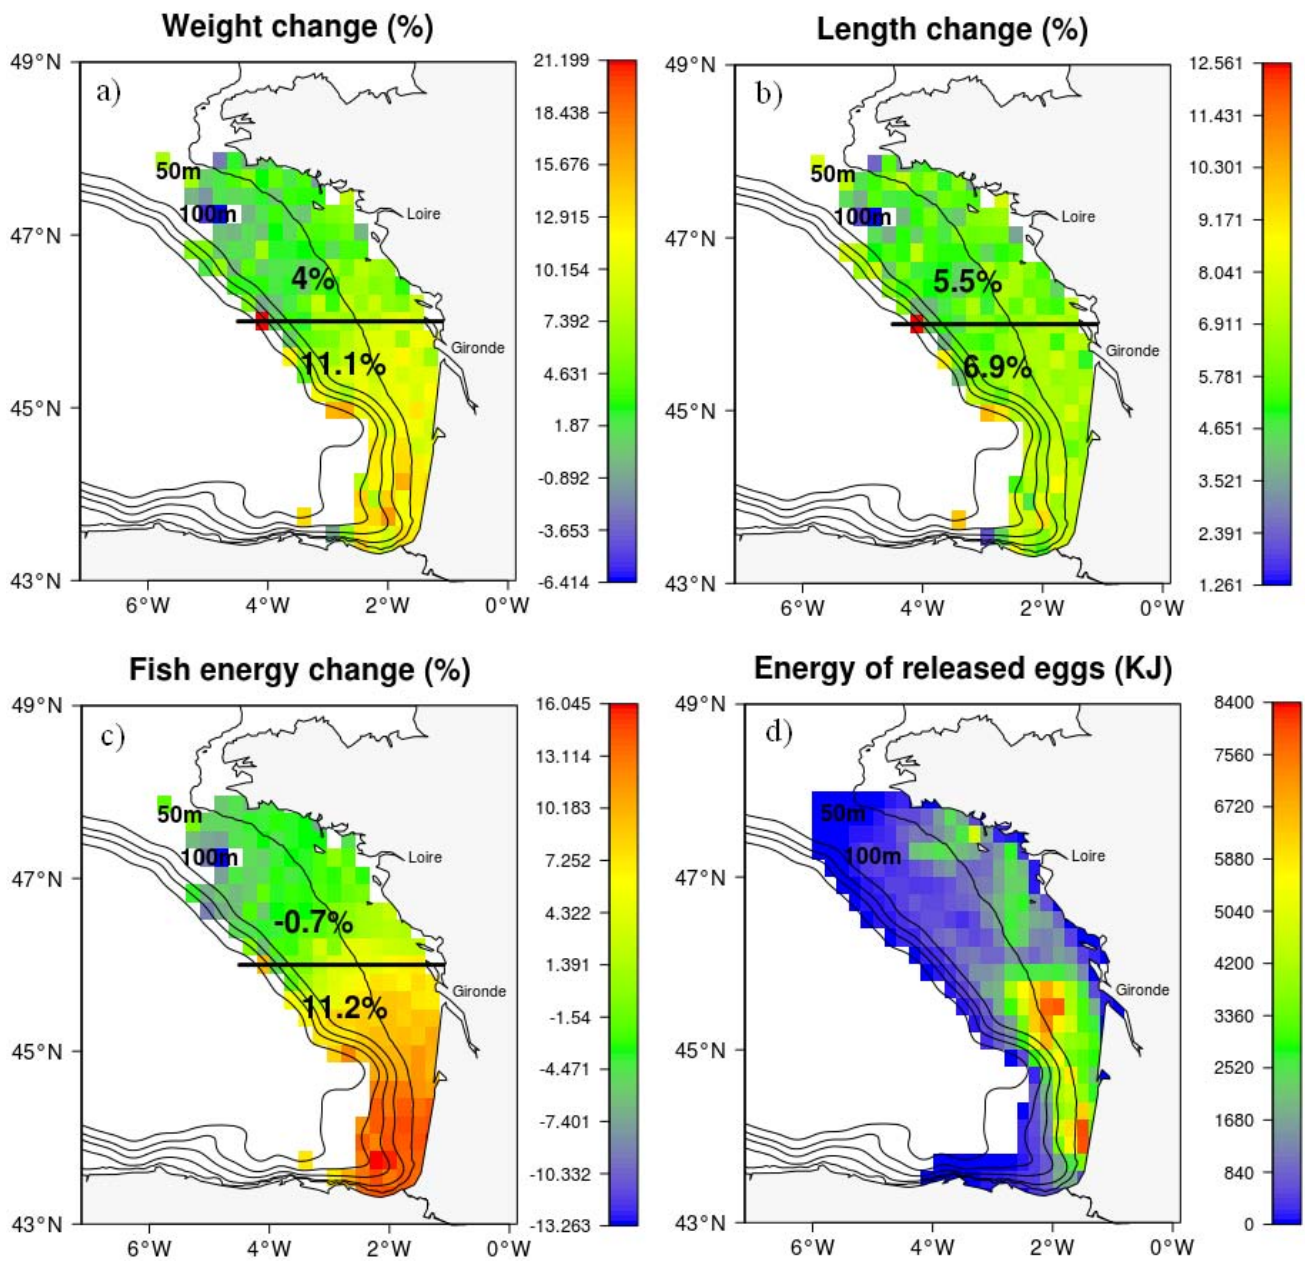 Weight change (%)
a)
49°N
47°N
45°N
43°N
6°W
4°W
2°W
0°W
50m
100m
Loire
Gironde
4%
11.1%
21.199
18.438
15.676
12.915
10.154
7.392
4.631
1.87
-0.892
-3.653
-6.414
Length change (%)
b)
49°N
47°N
45°N
43°N
6°W
4°W
2°W
0°W
50m
100m
Loire
Gironde
5.5%
6.9%
12.561
11.431
10.301
9.171
8.041
6.911
5.781
4.651
3.521
2.391
1.261
Fish energy change (%)
c)
49°N
47°N
45°N
43°N
6°W
4°W
2°W
0°W
50m
100m
Loire
Gironde
-0.7%
11.2%
16.045
13.114
10.183
7.252
4.322
1.391
-1.54
-4.471
-7.401
-10.332
-13.263
Energy of released eggs (KJ)
d)
49°N
47°N
45°N
43°N
6°W
4°W
2°W
0°W
50m
100m
Loire
Gironde
8400
7560
6720
5880
5040
4200
3360
2520
1680
840
0